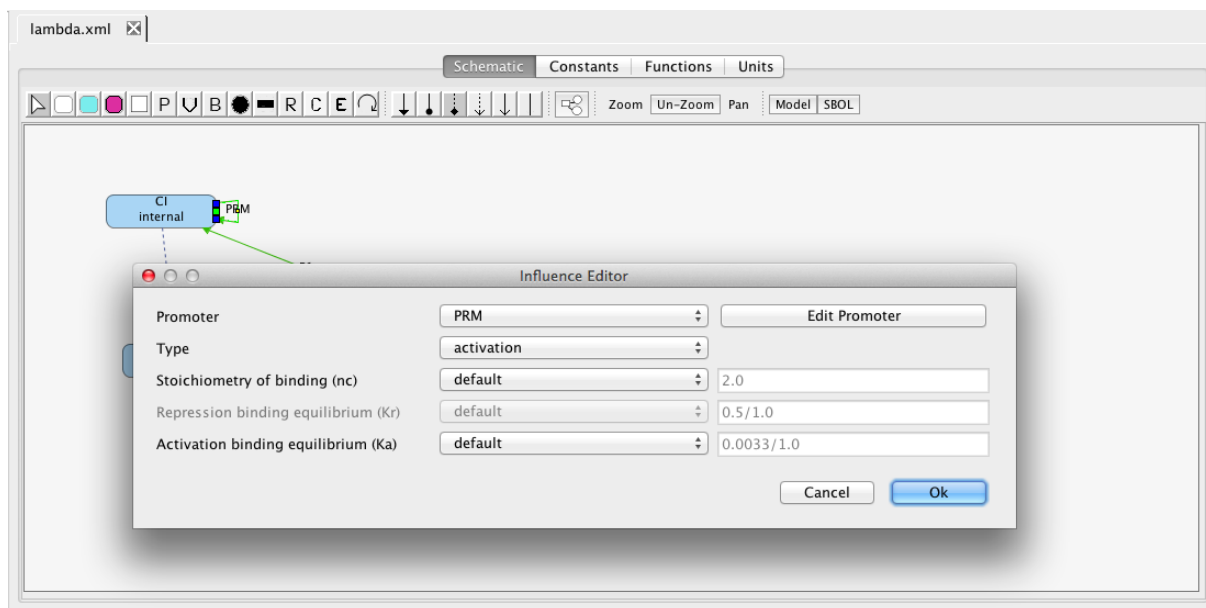 lambda.xml
Schematic Constants Functions Units
P V B R C E Zoom Un-Zoom Pan Model SBOL
CI
internal
PRM
Influence Editor
Promoter PRM Edit Promoter
Type activation
Stoichiometry of binding (nc) default 2.0
Repression binding equilibrium (Kr) default 0.5/1.0
Activation binding equilibrium (Ka) default 0.0033/1.0
Cancel Ok